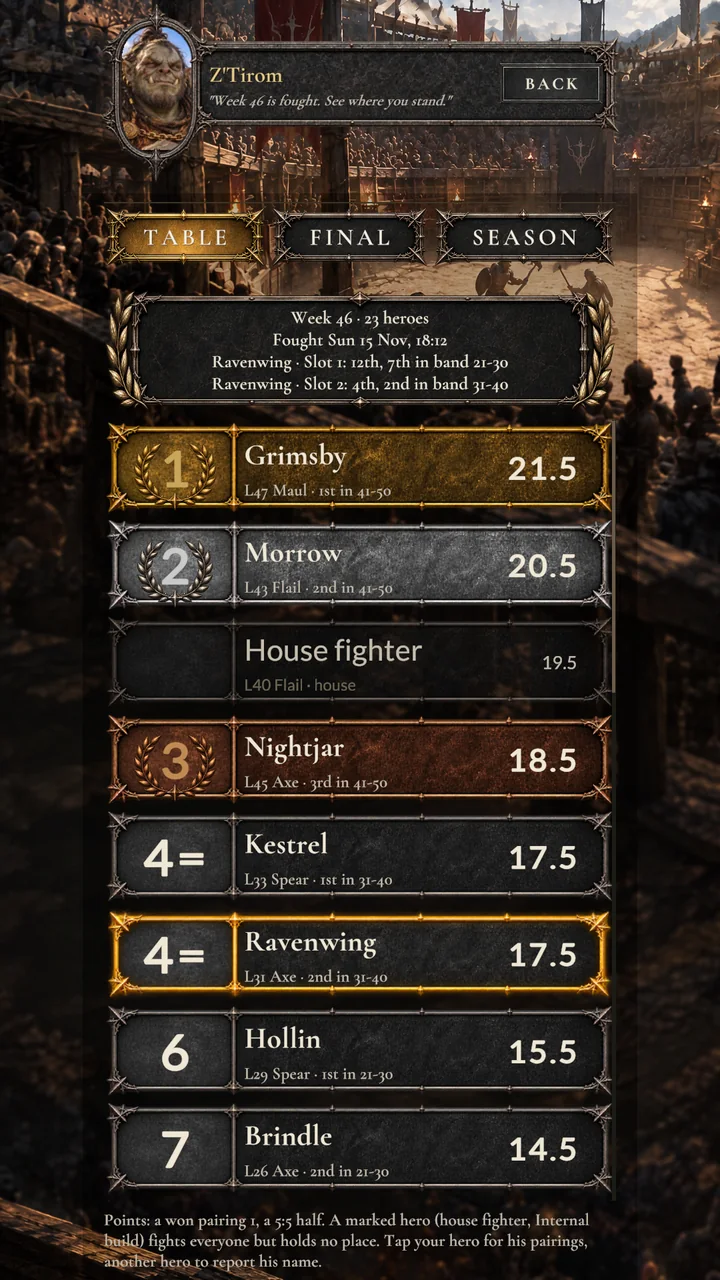 Z'Tirom
"Week 46 is fought. See where you stand."
BACK
TABLE
FINAL
SEASON
Week 46 · 23 heroes
Fought Sun 15 Nov, 18:12
Ravenwing · Slot 1: 12th, 7th in band 21-30
Ravenwing · Slot 2: 4th, 2nd in band 31-40
1
Grimsby
21.5
L47 Maul · 1st in 41-50
2
Morrow
20.5
L43 Flail · 2nd in 41-50
House fighter
19.5
L40 Flail · house
3
Nightjar
18.5
L45 Axe · 3rd in 41-50
4=
Kestrel
17.5
L33 Spear · 1st in 31-40
4=
Ravenwing
17.5
L31 Axe · 2nd in 31-40
6
Hollin
15.5
L29 Spear · 1st in 21-30
7
Brindle
14.5
L26 Axe · 2nd in 21-30
Points: a won pairing 1, a 5:5 half. A marked hero (house fighter, Internal
build) fights everyone but holds no place. Tap your hero for his pairings,
another hero to report his name.